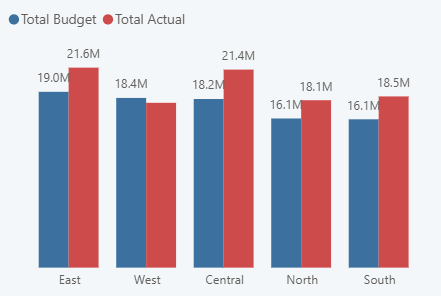 Total Budget Total Actual
21.6M
21.4M
19.0M
18.4M
18.2M
18.1M
18.5M
16.1M
16.1M
East West Central North South